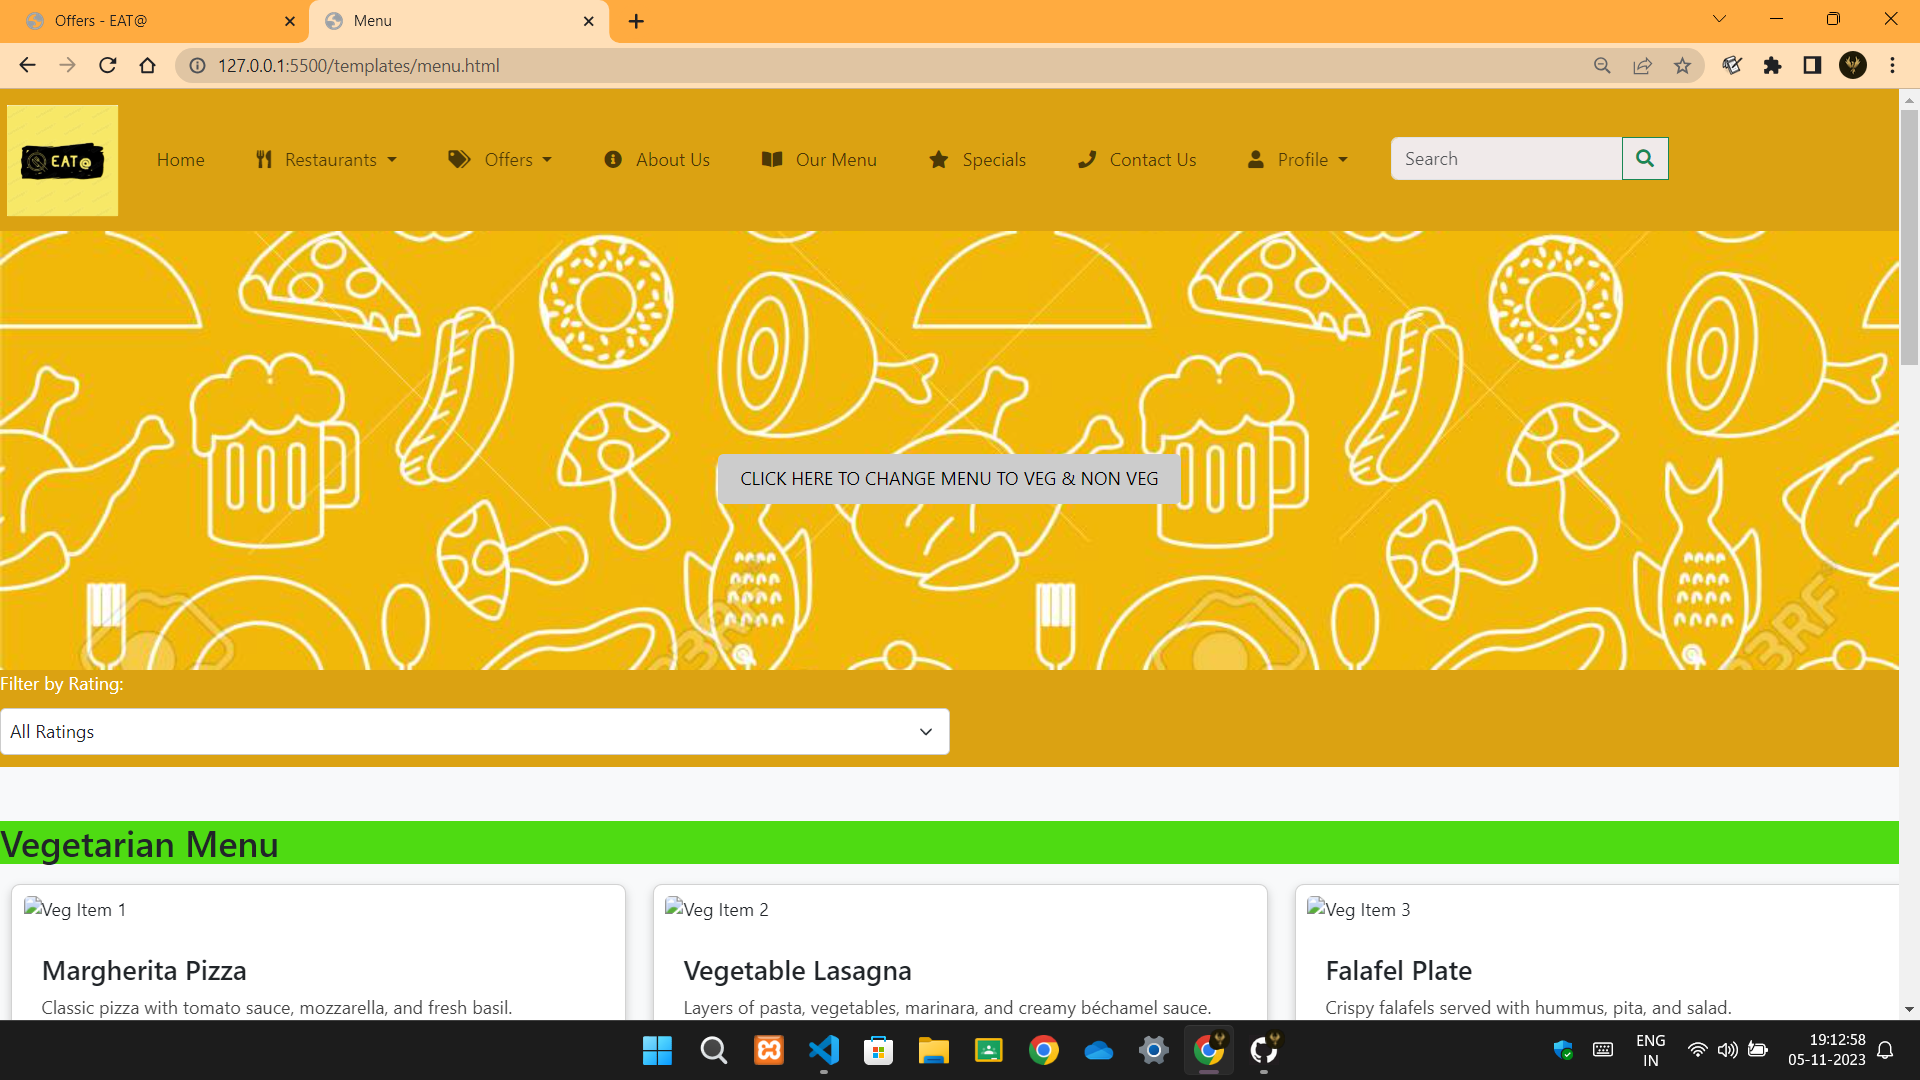 Offers - EAT@
Menu
127.0.0.1:5500/templates/menu.html
EAT@
Home
Restaurants
Offers
About Us
Our Menu
Specials
Contact Us
Profile
Search
CLICK HERE TO CHANGE MENU TO VEG & NON VEG
Filter by Rating:
All Ratings
Vegetarian Menu
Veg Item 1
Margherita Pizza
Classic pizza with tomato sauce, mozzarella, and fresh basil.
Veg Item 2
Vegetable Lasagna
Layers of pasta, vegetables, marinara, and creamy béchamel sauce.
Veg Item 3
Falafel Plate
Crispy falafels served with hummus, pita, and salad.
ENG
IN
19:12:58
05-11-2023